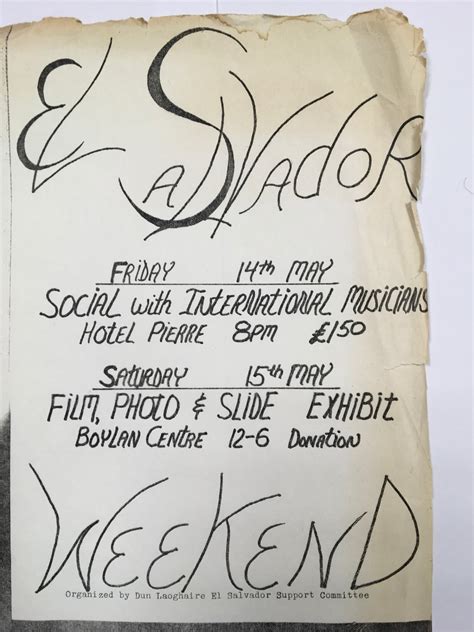 EL SALVADOR
FRIDAY 14th MAY
SOCIAL with INTERNATIONAL MUSICIANS
HOTEL PIERRE 8PM £1.50
SATURDAY 15th MAY
FILM, PHOTO & SLIDE EXHIBIT
BOYLAN CENTRE 12-6 DONATION
WEEKEND
Organized by Dun Laoghaire El Salvador Support Committee